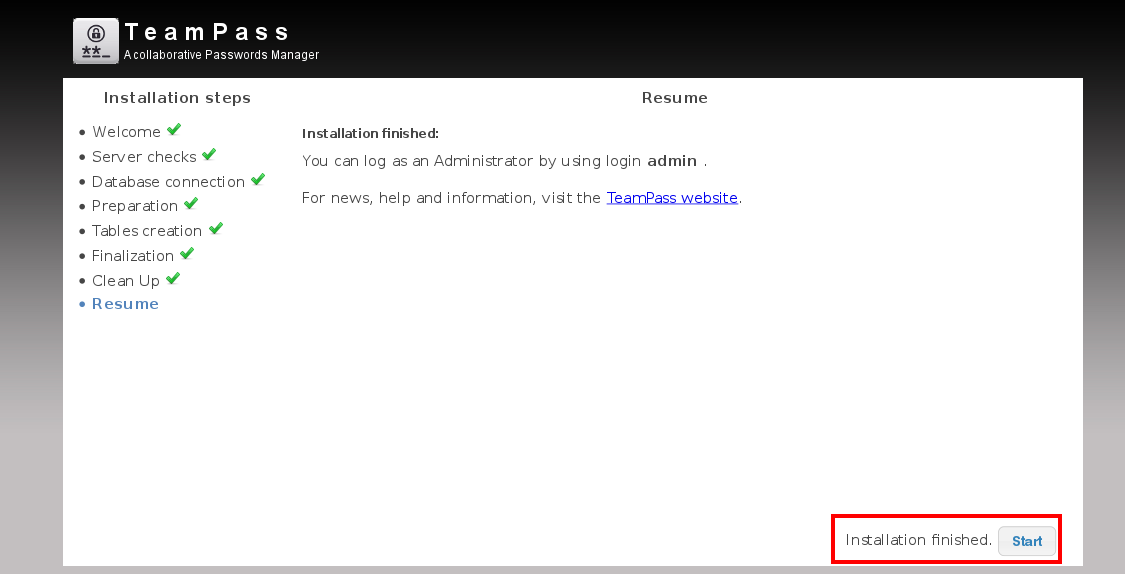 TeamPass
A collaborative Passwords Manager
Installation steps
• Welcome
• Server checks
• Database connection
• Preparation
• Tables creation
• Finalization
• Clean Up
• Resume
Resume
Installation finished:
You can log as an Administrator by using login admin .
For news, help and information, visit the TeamPass website.
Installation finished. Start